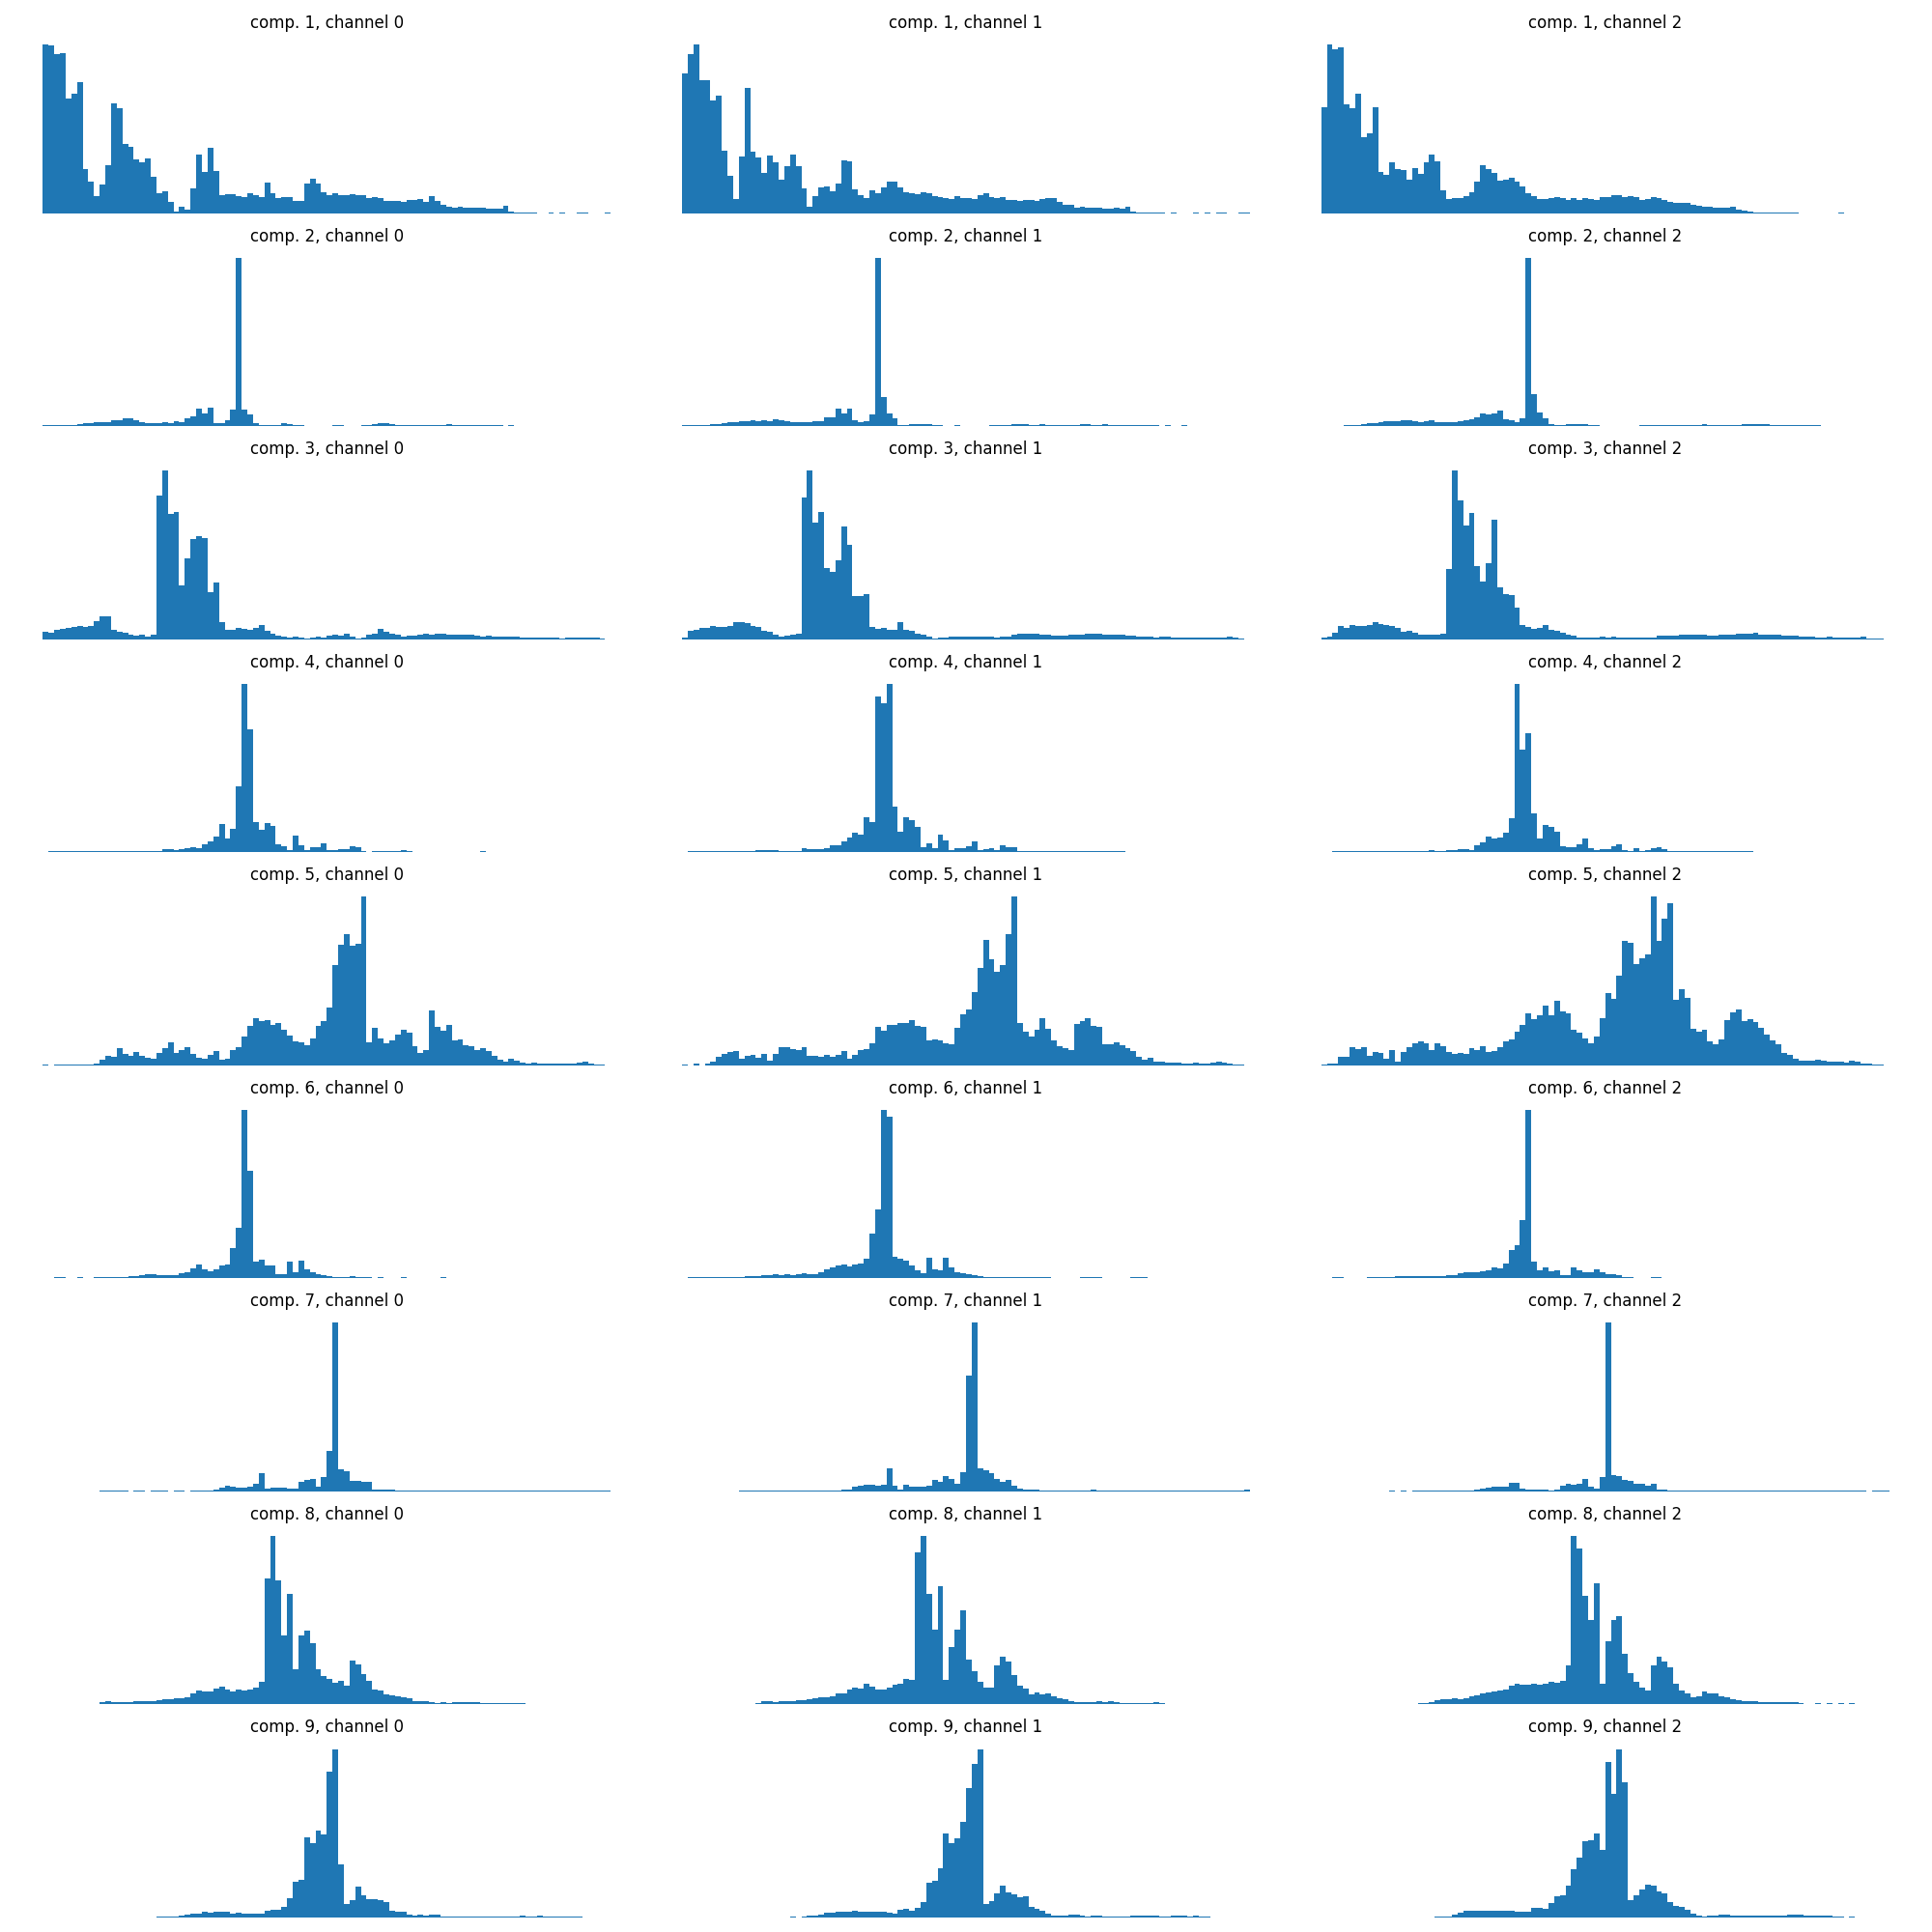 comp. 1, channel 0 comp. 1, channel 1 comp. 1, channel 2
comp. 2, channel 0 comp. 2, channel 1 comp. 2, channel 2
comp. 3, channel 0 comp. 3, channel 1 comp. 3, channel 2
comp. 4, channel 0 comp. 4, channel 1 comp. 4, channel 2
comp. 5, channel 0 comp. 5, channel 1 comp. 5, channel 2
comp. 6, channel 0 comp. 6, channel 1 comp. 6, channel 2
comp. 7, channel 0 comp. 7, channel 1 comp. 7, channel 2
comp. 8, channel 0 comp. 8, channel 1 comp. 8, channel 2
comp. 9, channel 0 comp. 9, channel 1 comp. 9, channel 2